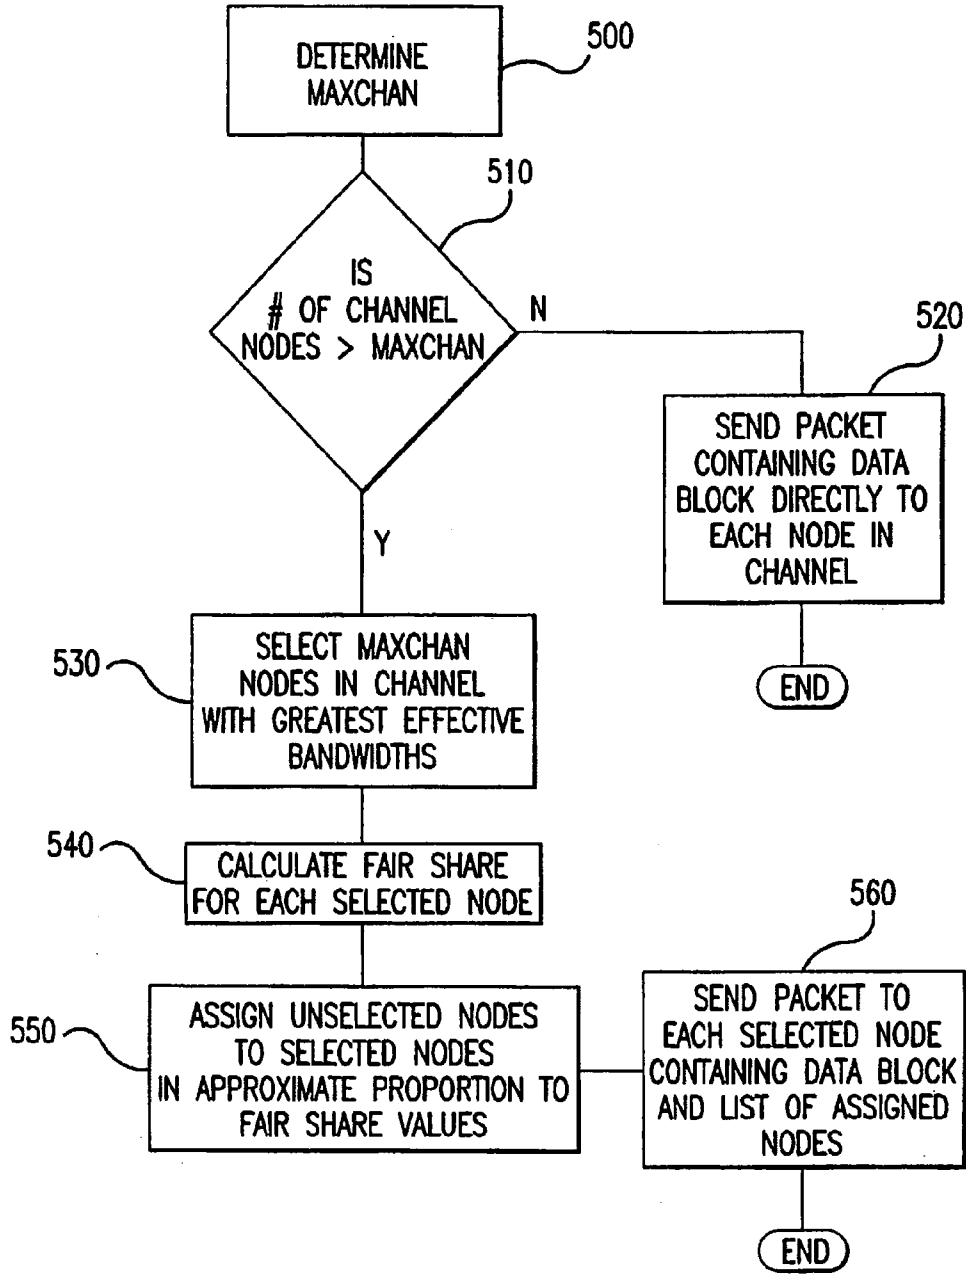 DETERMINE
MAXCHAN
500
510
IS
# OF CHANNEL
NODES > MAXCHAN
N
520
SEND PACKET
CONTAINING DATA
BLOCK DIRECTLY TO
EACH NODE IN
CHANNEL
END
Y
530
SELECT MAXCHAN
NODES IN CHANNEL
WITH GREATEST EFFECTIVE
BANDWIDTHS
540
CALCULATE FAIR SHARE
FOR EACH SELECTED NODE
550
ASSIGN UNSELECTED NODES
TO SELECTED NODES
IN APPROXIMATE PROPORTION TO
FAIR SHARE VALUES
560
SEND PACKET TO
EACH SELECTED NODE
CONTAINING DATA BLOCK
AND LIST OF ASSIGNED
NODES
END